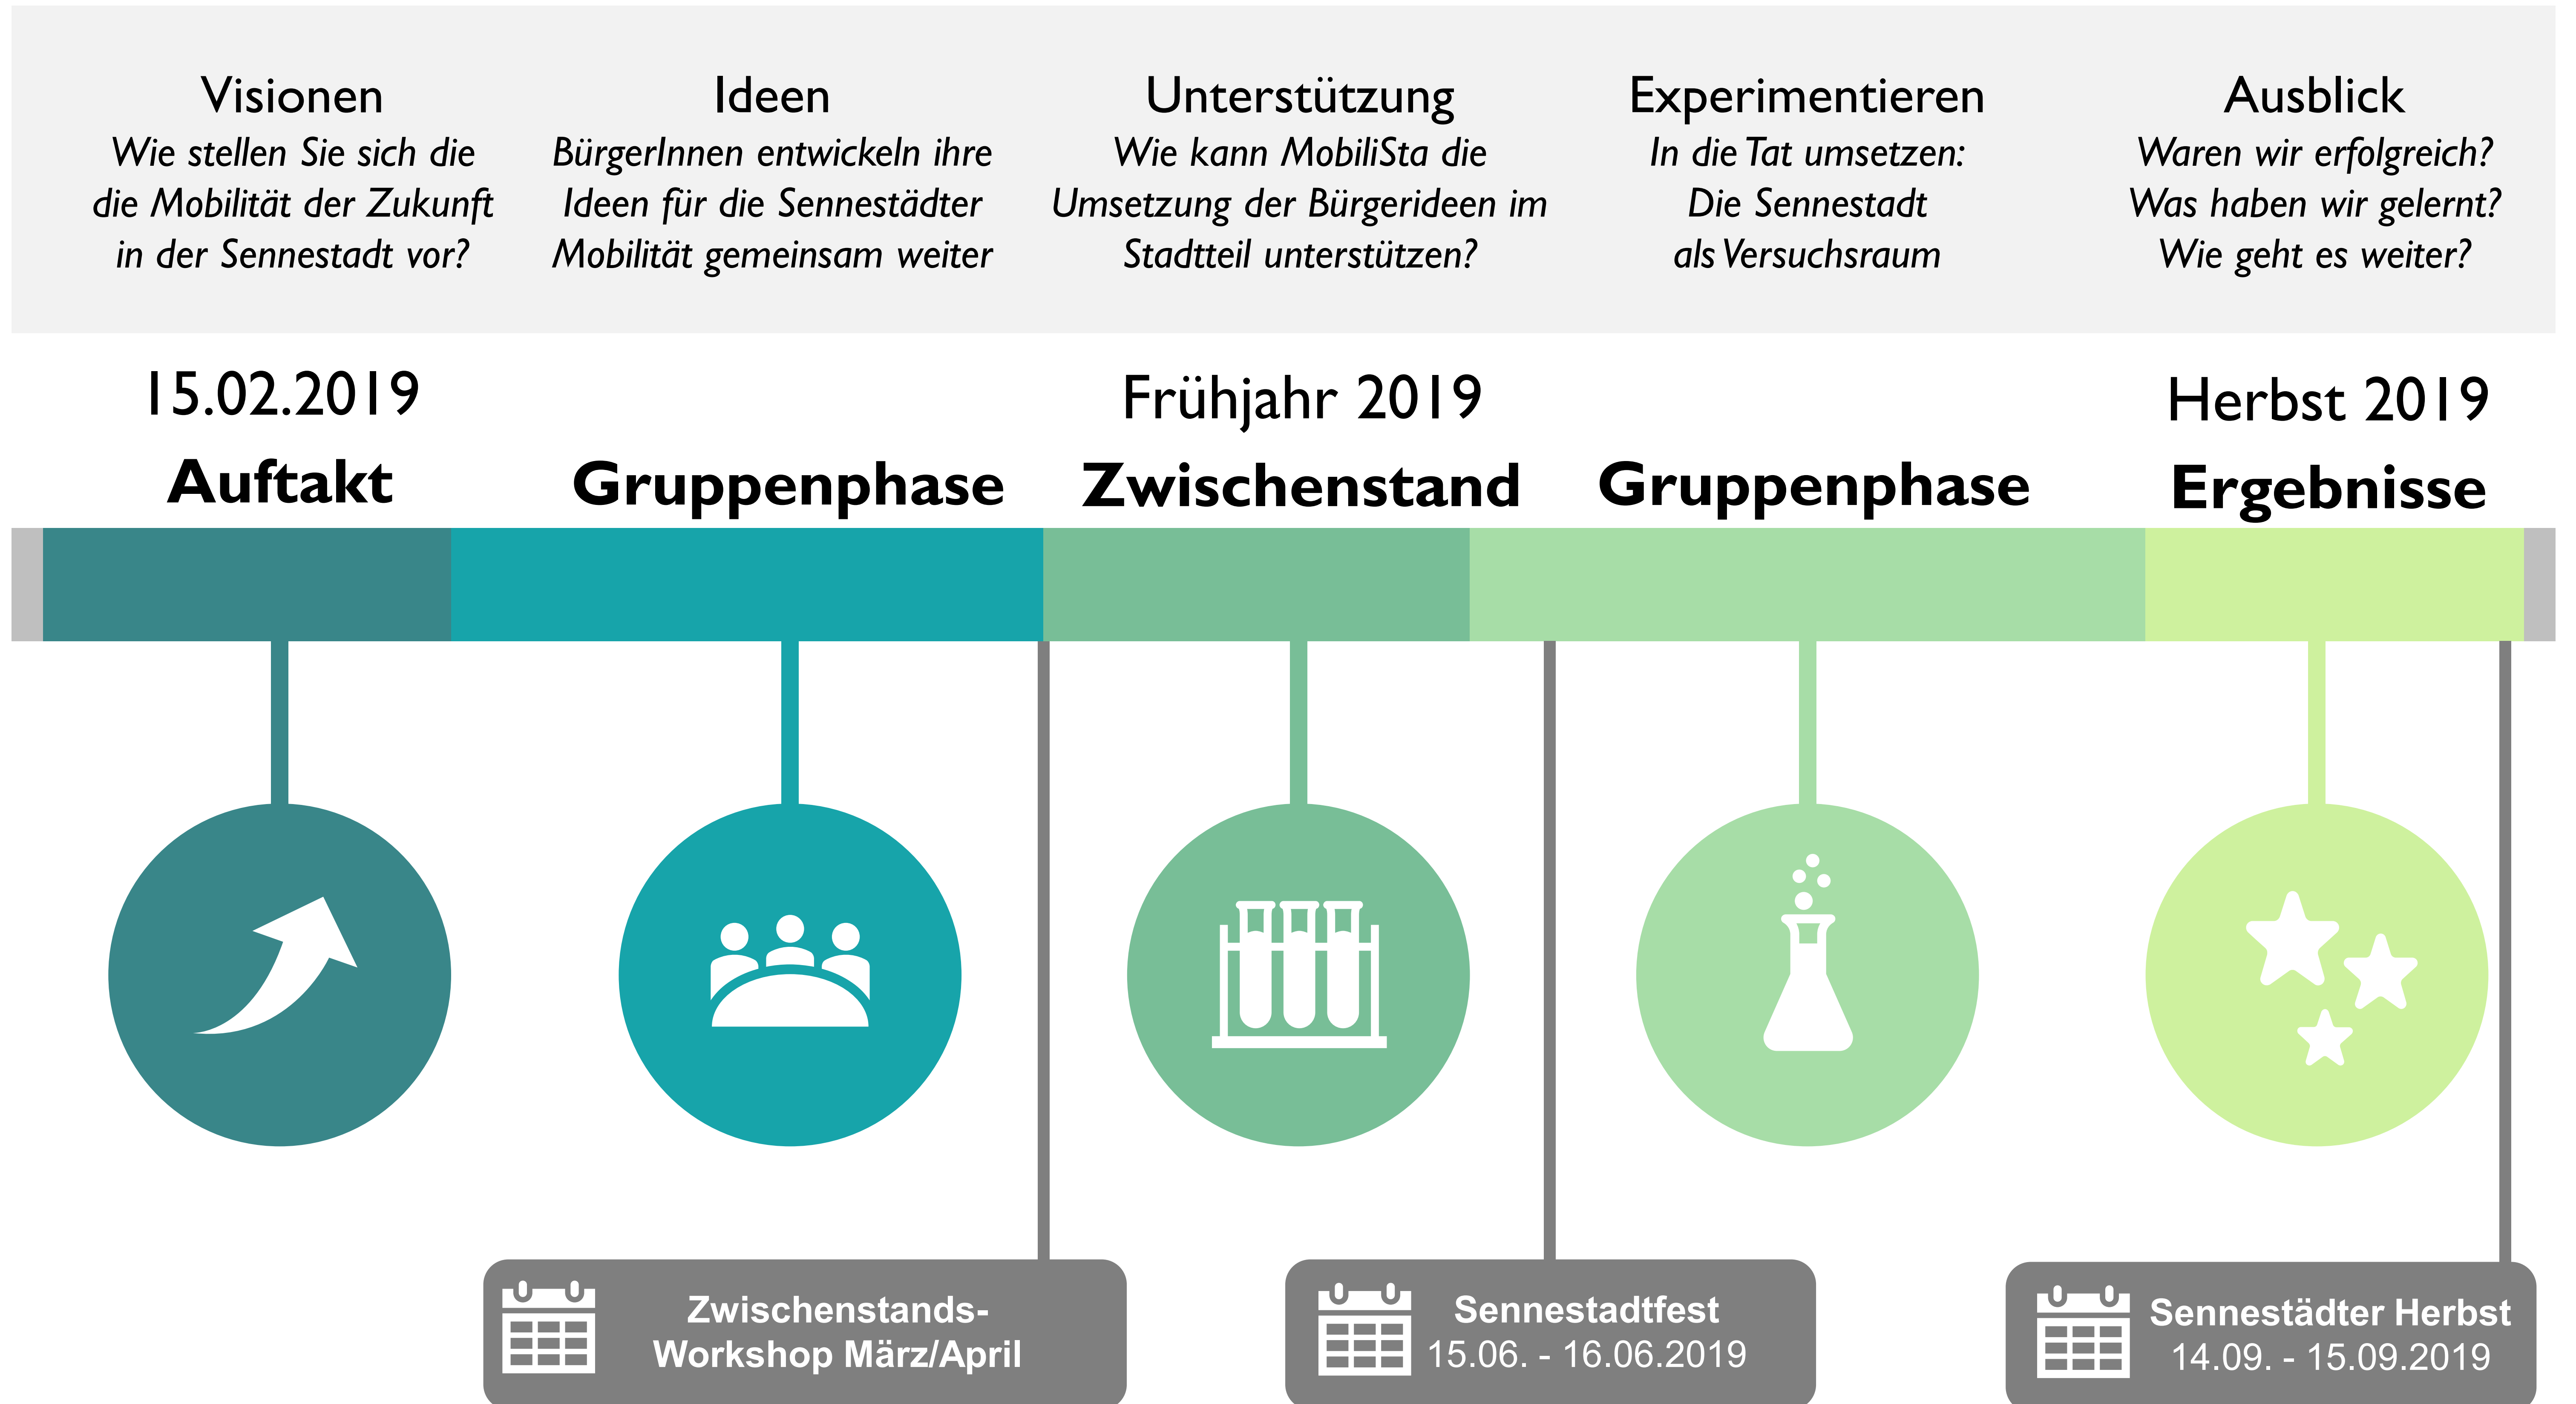 Visionen
Wie stellen Sie sich die
die Mobilität der Zukunft
in der Sennestadt vor?
Ideen
BürgerInnen entwickeln ihre
Ideen für die Sennestädter
Mobilität gemeinsam weiter
Unterstützung
Wie kann MobiliSta die
Umsetzung der Bürgerideen im
Stadtteil unterstützen?
Experimentieren
In die Tat umsetzen:
Die Sennestadt
als Versuchsraum
Ausblick
Waren wir erfolgreich?
Was haben wir gelernt?
Wie geht es weiter?
15.02.2019
Auftakt
Gruppenphase
Frühjahr 2019
Zwischenstand
Gruppenphase
Herbst 2019
Ergebnisse
Zwischenstands-
Workshop März/April
Sennestadtfest
15.06. - 16.06.2019
Sennestädter Herbst
14.09. - 15.09.2019